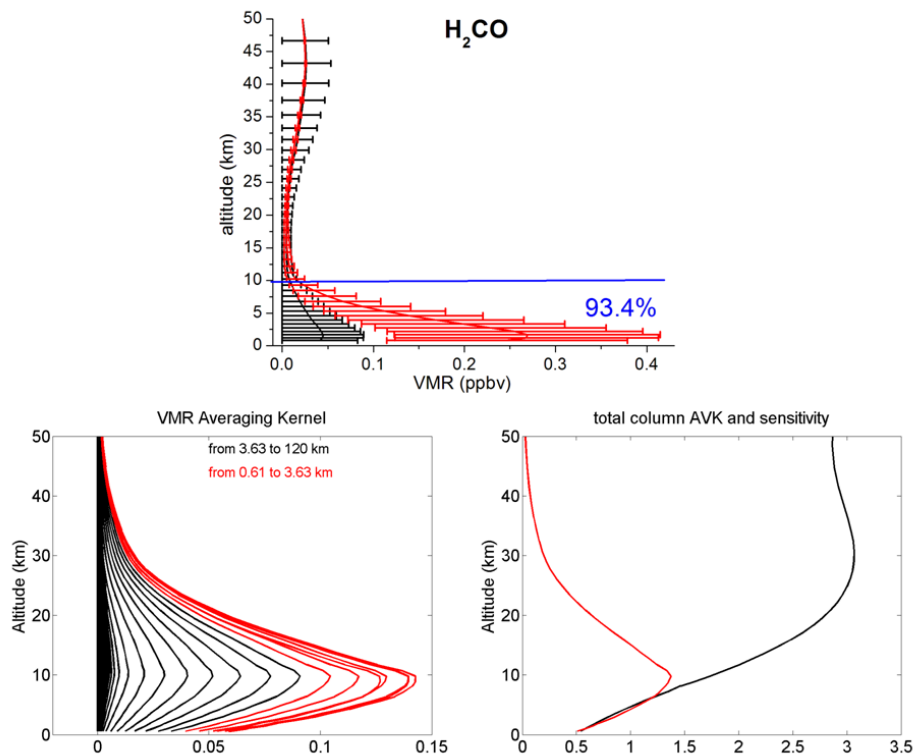 H₂CO
50
45
40
35
30
25
20
15
10
5
0
altitude (km)
93.4%
0.0 0.1 0.2 0.3 0.4
VMR (ppbv)
VMR Averaging Kernel
from 3.63 to 120 km
from 0.61 to 3.63 km
50
40
30
20
10
0
Altitude (km)
0 0.05 0.1 0.15
total column AVK and sensitivity
50
40
30
20
10
0
Altitude (km)
0 0.5 1 1.5 2 2.5 3 3.5